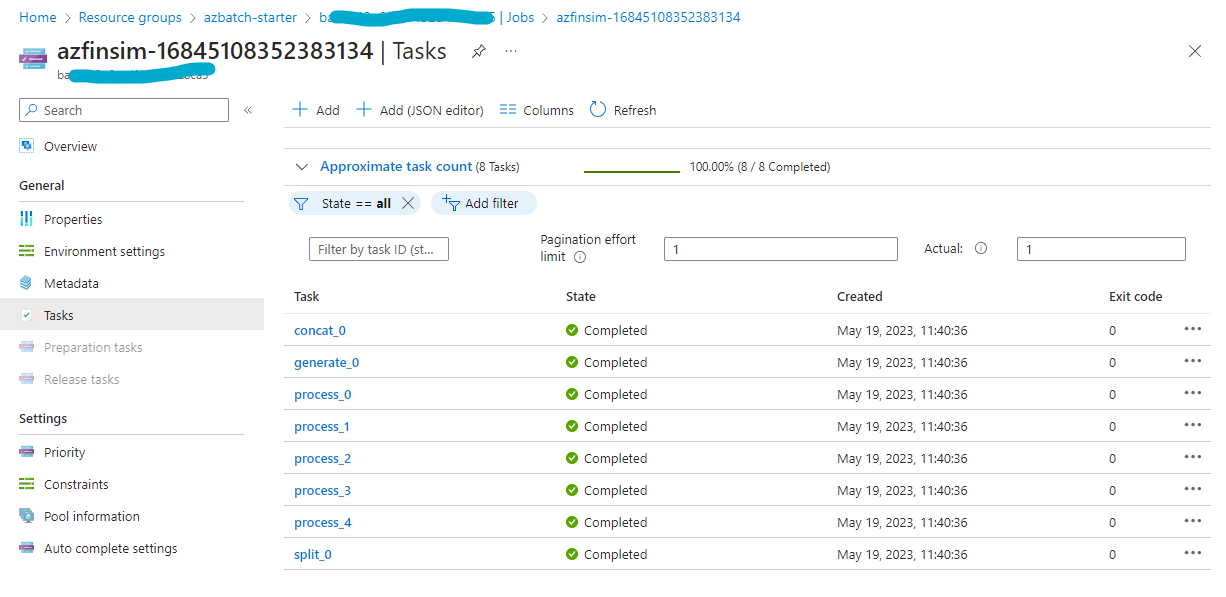 Home > Resource groups > azbatch-starter > ba | Jobs > azfinsim-16845108352383134
azfinsim-16845108352383134 | Tasks
ba
Search
Overview
General
Properties
Environment settings
Metadata
Tasks
Preparation tasks
Release tasks
Settings
Priority
Constraints
Pool information
Auto complete settings
Add Add (JSON editor) Columns Refresh
Approximate task count (8 Tasks) 100.00% (8 / 8 Completed)
State == all Add filter
Filter by task ID (st... Pagination effort limit 1 Actual: 1
Task State Created Exit code
concat_0 Completed May 19, 2023, 11:40:36 0
generate_0 Completed May 19, 2023, 11:40:36 0
process_0 Completed May 19, 2023, 11:40:36 0
process_1 Completed May 19, 2023, 11:40:36 0
process_2 Completed May 19, 2023, 11:40:36 0
process_3 Completed May 19, 2023, 11:40:36 0
process_4 Completed May 19, 2023, 11:40:36 0
split_0 Completed May 19, 2023, 11:40:36 0